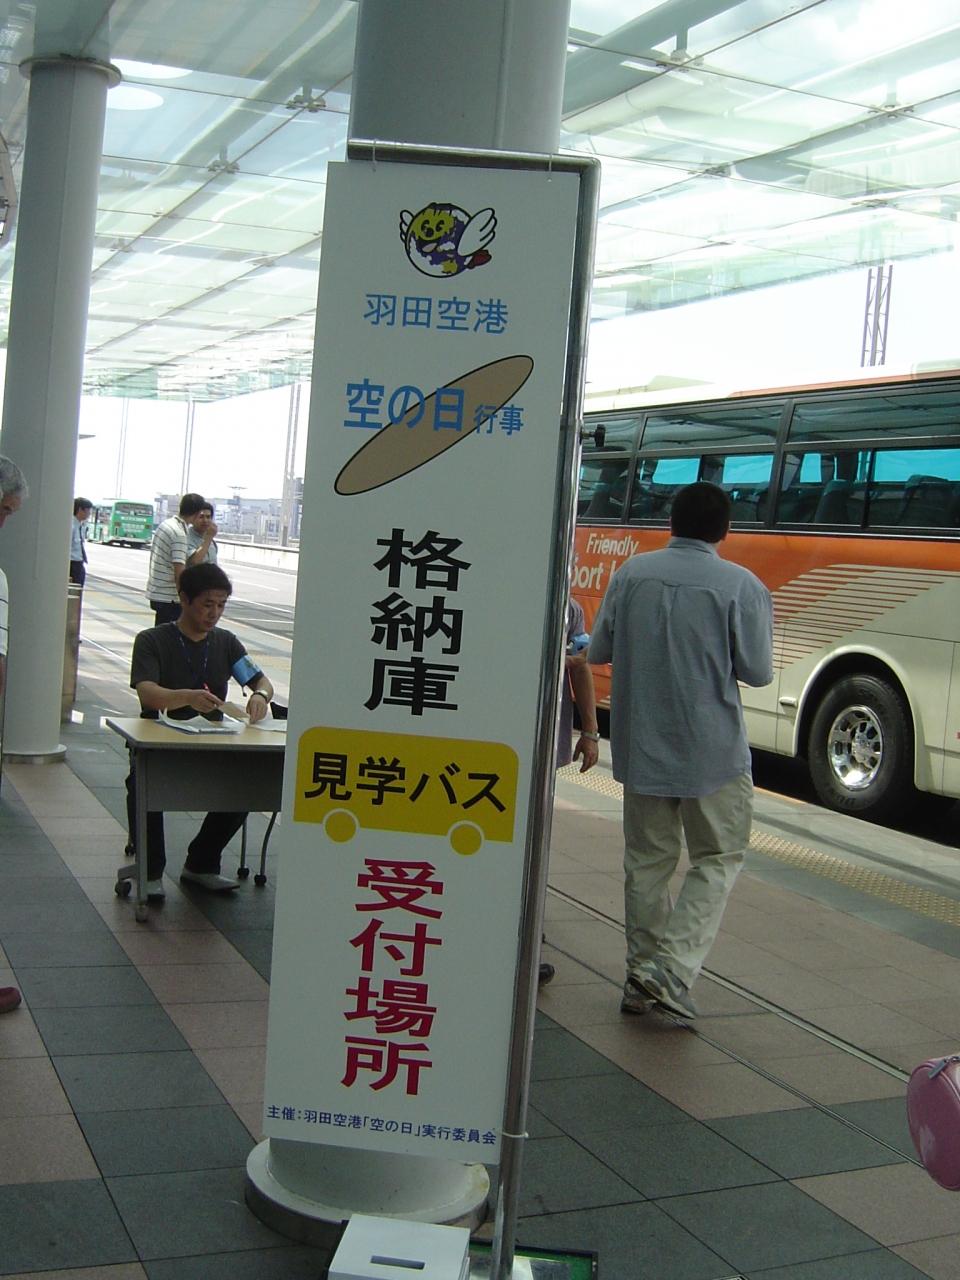 羽田空港
空の日行事
格納庫
見学バス
受付場所
主催：羽田空港「空の日」実行委員会
Friendly
port